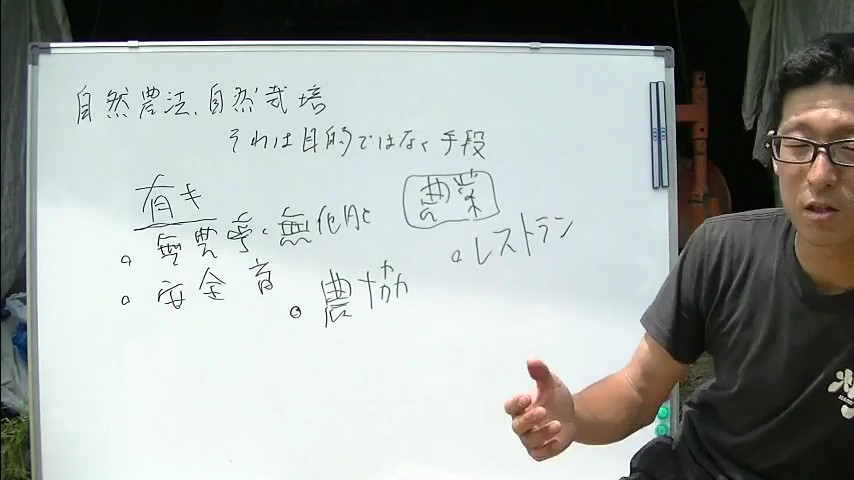 自然農法、自然栽培
それは目的ではなく手段
有キ
農業
。無農薬・無化肥
。レストラン
。安全
。農協